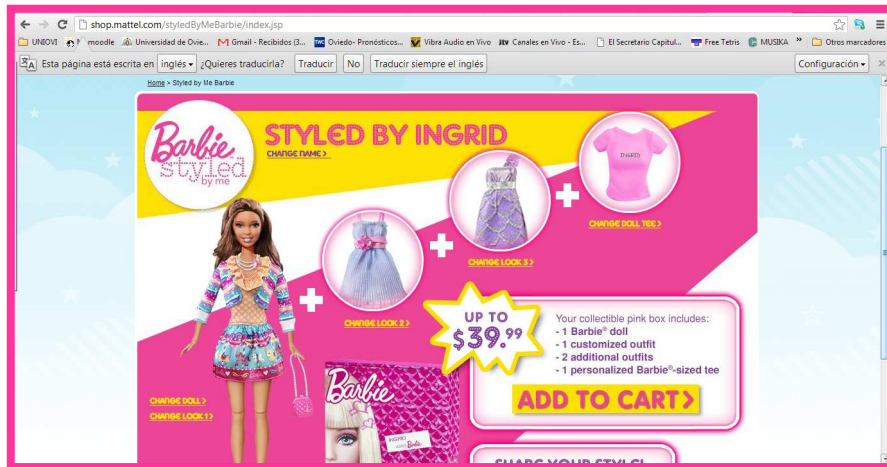 shop.mattel.com/styledByMeBarbie/index.jsp
UNIOVI
moodle
Universidad de Ovie...
Gmail - Recibidos (3...
Oviedo- Pronósticos...
Vibra Audio en Vivo
Canales en Vivo - Es...
El Secretario Capitul...
Free Tetris
MUSIKA
»
Otros marcadores
Esta página está escrita en inglés ¿Quieres traducirla? Traducir No Traducir siempre el inglés Configuración
Home > Styled by Me Barbie
Barbie
styled
by me
STYLED BY INGRID
CHANGE NAME >
INGRID
CHANGE DOLL TEE >
CHANGE LOOK 3 >
CHANGE LOOK 2 >
CHANGE DOLL >
CHANGE LOOK 1 >
UP TO
$39.99
Your collectible pink box includes:
- 1 Barbie® doll
- 1 customized outfit
- 2 additional outfits
- 1 personalized Barbie®-sized tee
ADD TO CART >
Barbie
INGRID
Barbie
SHARE YOUR STYLE!